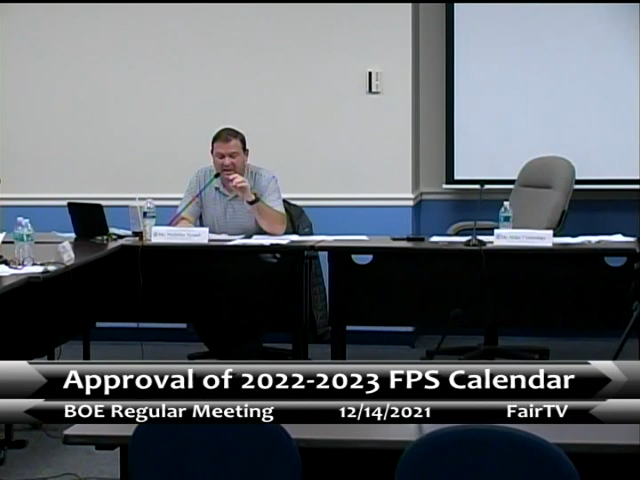 Approval of 2022-2023 FPS Calendar
BOE Regular Meeting 12/14/2021 FairTV